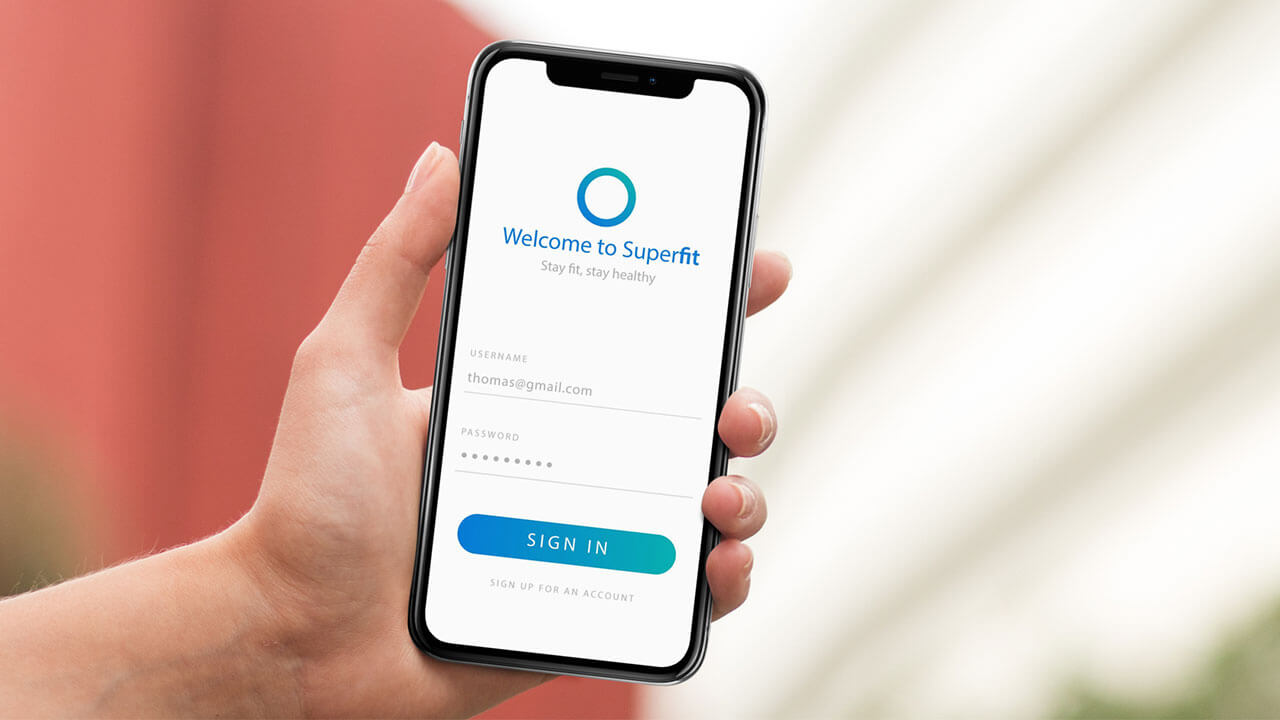 Welcome to Superfit
Stay fit, stay healthy
USERNAME
thomas@gmail.com
PASSWORD
•••••••••
SIGN IN
SIGN UP FOR AN ACCOUNT